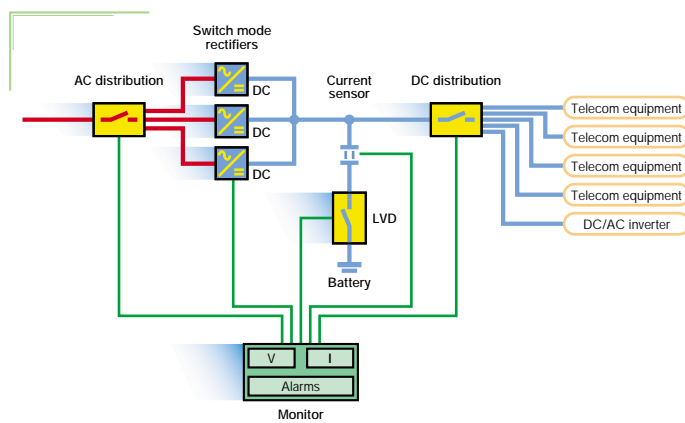 Switch mode
rectifiers
AC distribution
Current
sensor
DC distribution
DC
DC
DC
Telecom equipment
Telecom equipment
Telecom equipment
Telecom equipment
DC/AC inverter
LVD
Battery
V
I
Alarms
Monitor